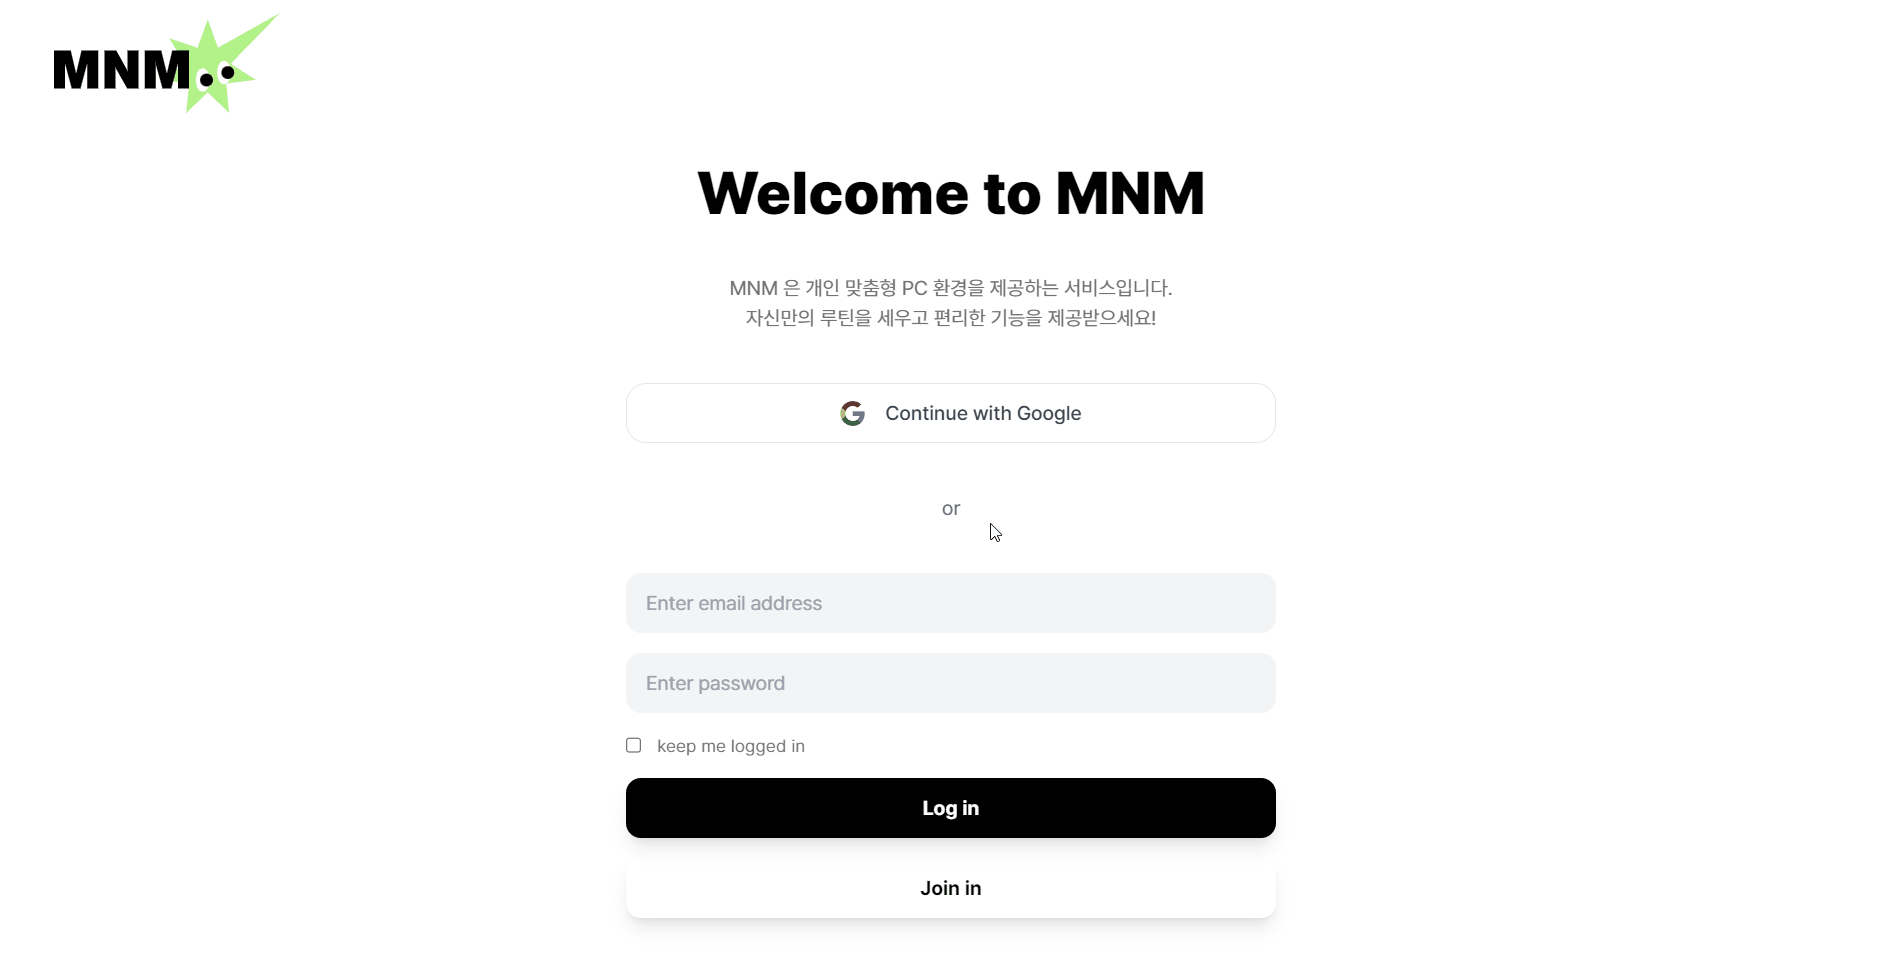 MNM
Welcome to MNM
MNM 은 개인 맞춤형 PC 환경을 제공하는 서비스입니다.
자신만의 루틴을 세우고 편리한 기능을 제공받으세요!
Continue with Google
or
Enter email address
Enter password
keep me logged in
Log in
Join in